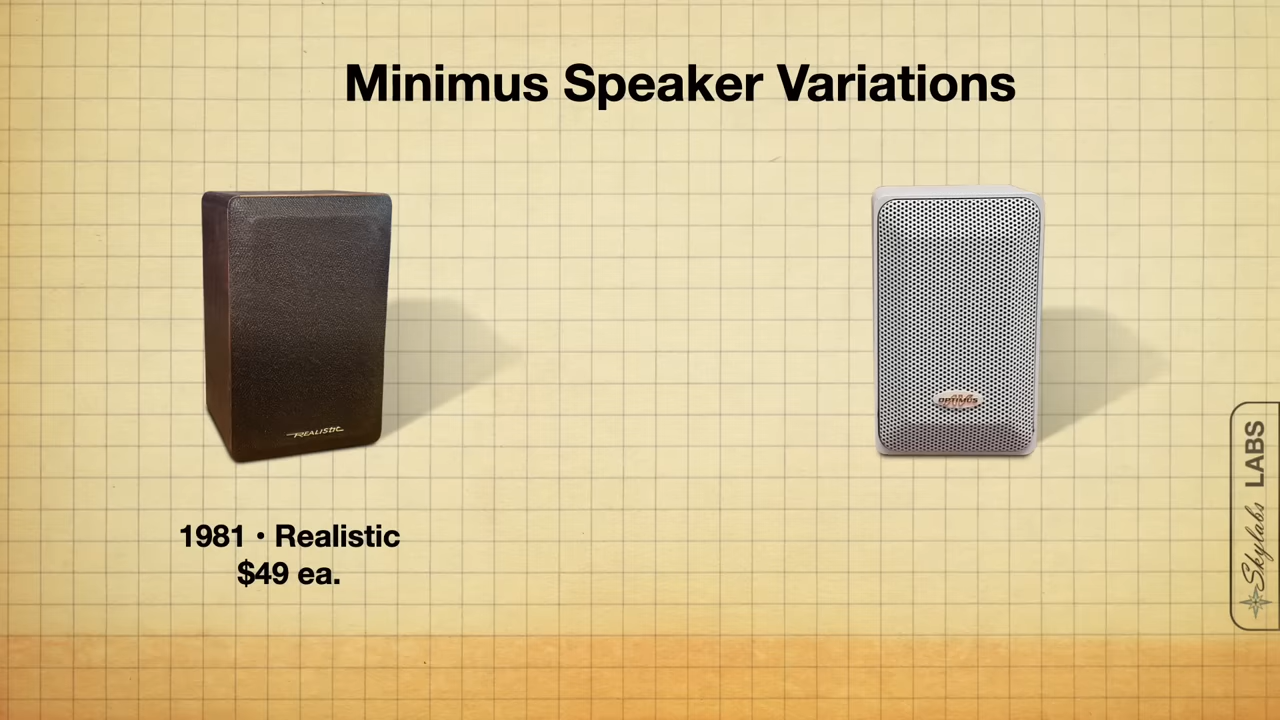 Minimus Speaker Variations
REALISTIC
OPTIMUS
1981 • Realistic
$49 ea.
Skylabs LABS